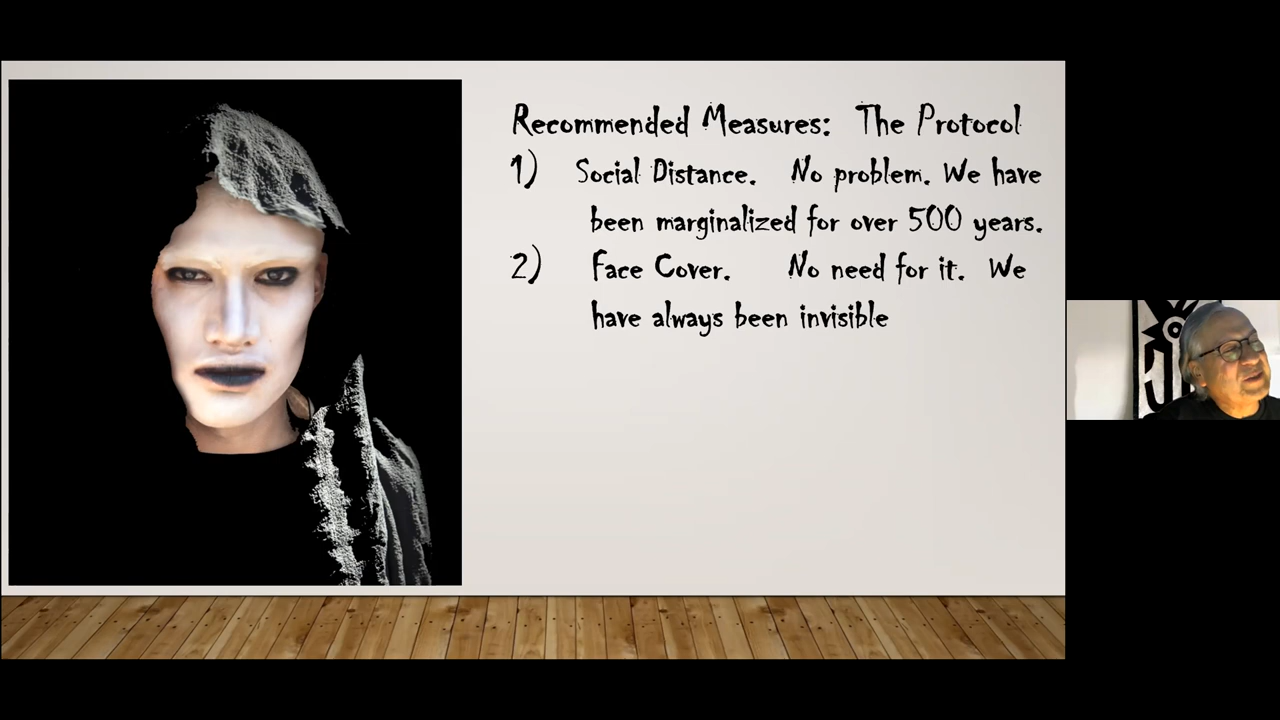 Recommended Measures: The Protocol
1) Social Distance. No problem. We have
been marginalized for over 500 years.
2) Face Cover. No need for it. We
have always been invisible